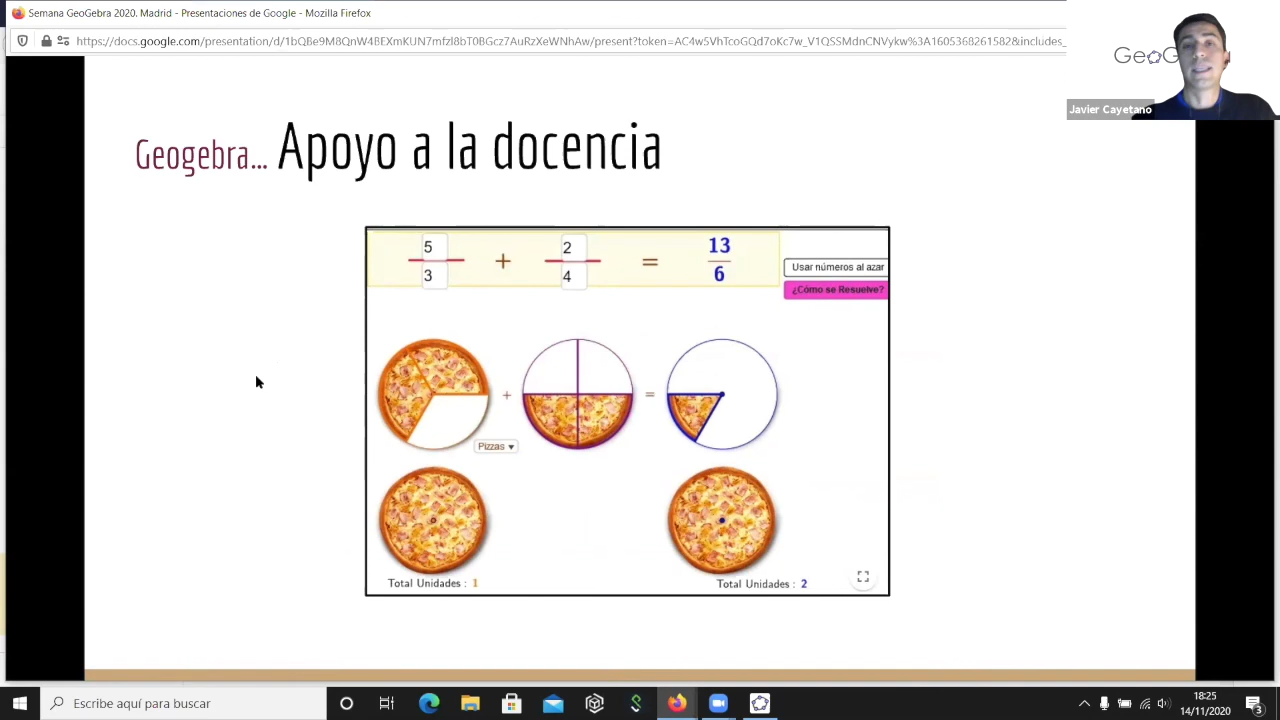 Semana GeoGebra 2020. Madrid - Presentaciones de Google - Mozilla Firefox
https://docs.google.com/presentation/d/1bQBe9M8QnW4BEXmKUN7mfzl8bT0BGcz7AuRzXeWNhAw/present?token=AC4w5VhTcoGQd7oKc7w_V1QSSMdnCNVykw%3A1605368261582&includes_
GeoG
Javier Cayetano
Geogebra... Apoyo a la docencia
5 2 13
+ =
3 4 6
Usar números al azar
¿Cómo se Resuelve?
+ =
Pizzas
Total Unidades : 1
Total Unidades : 2
Escribe aquí para buscar
18:25
14/11/2020
3